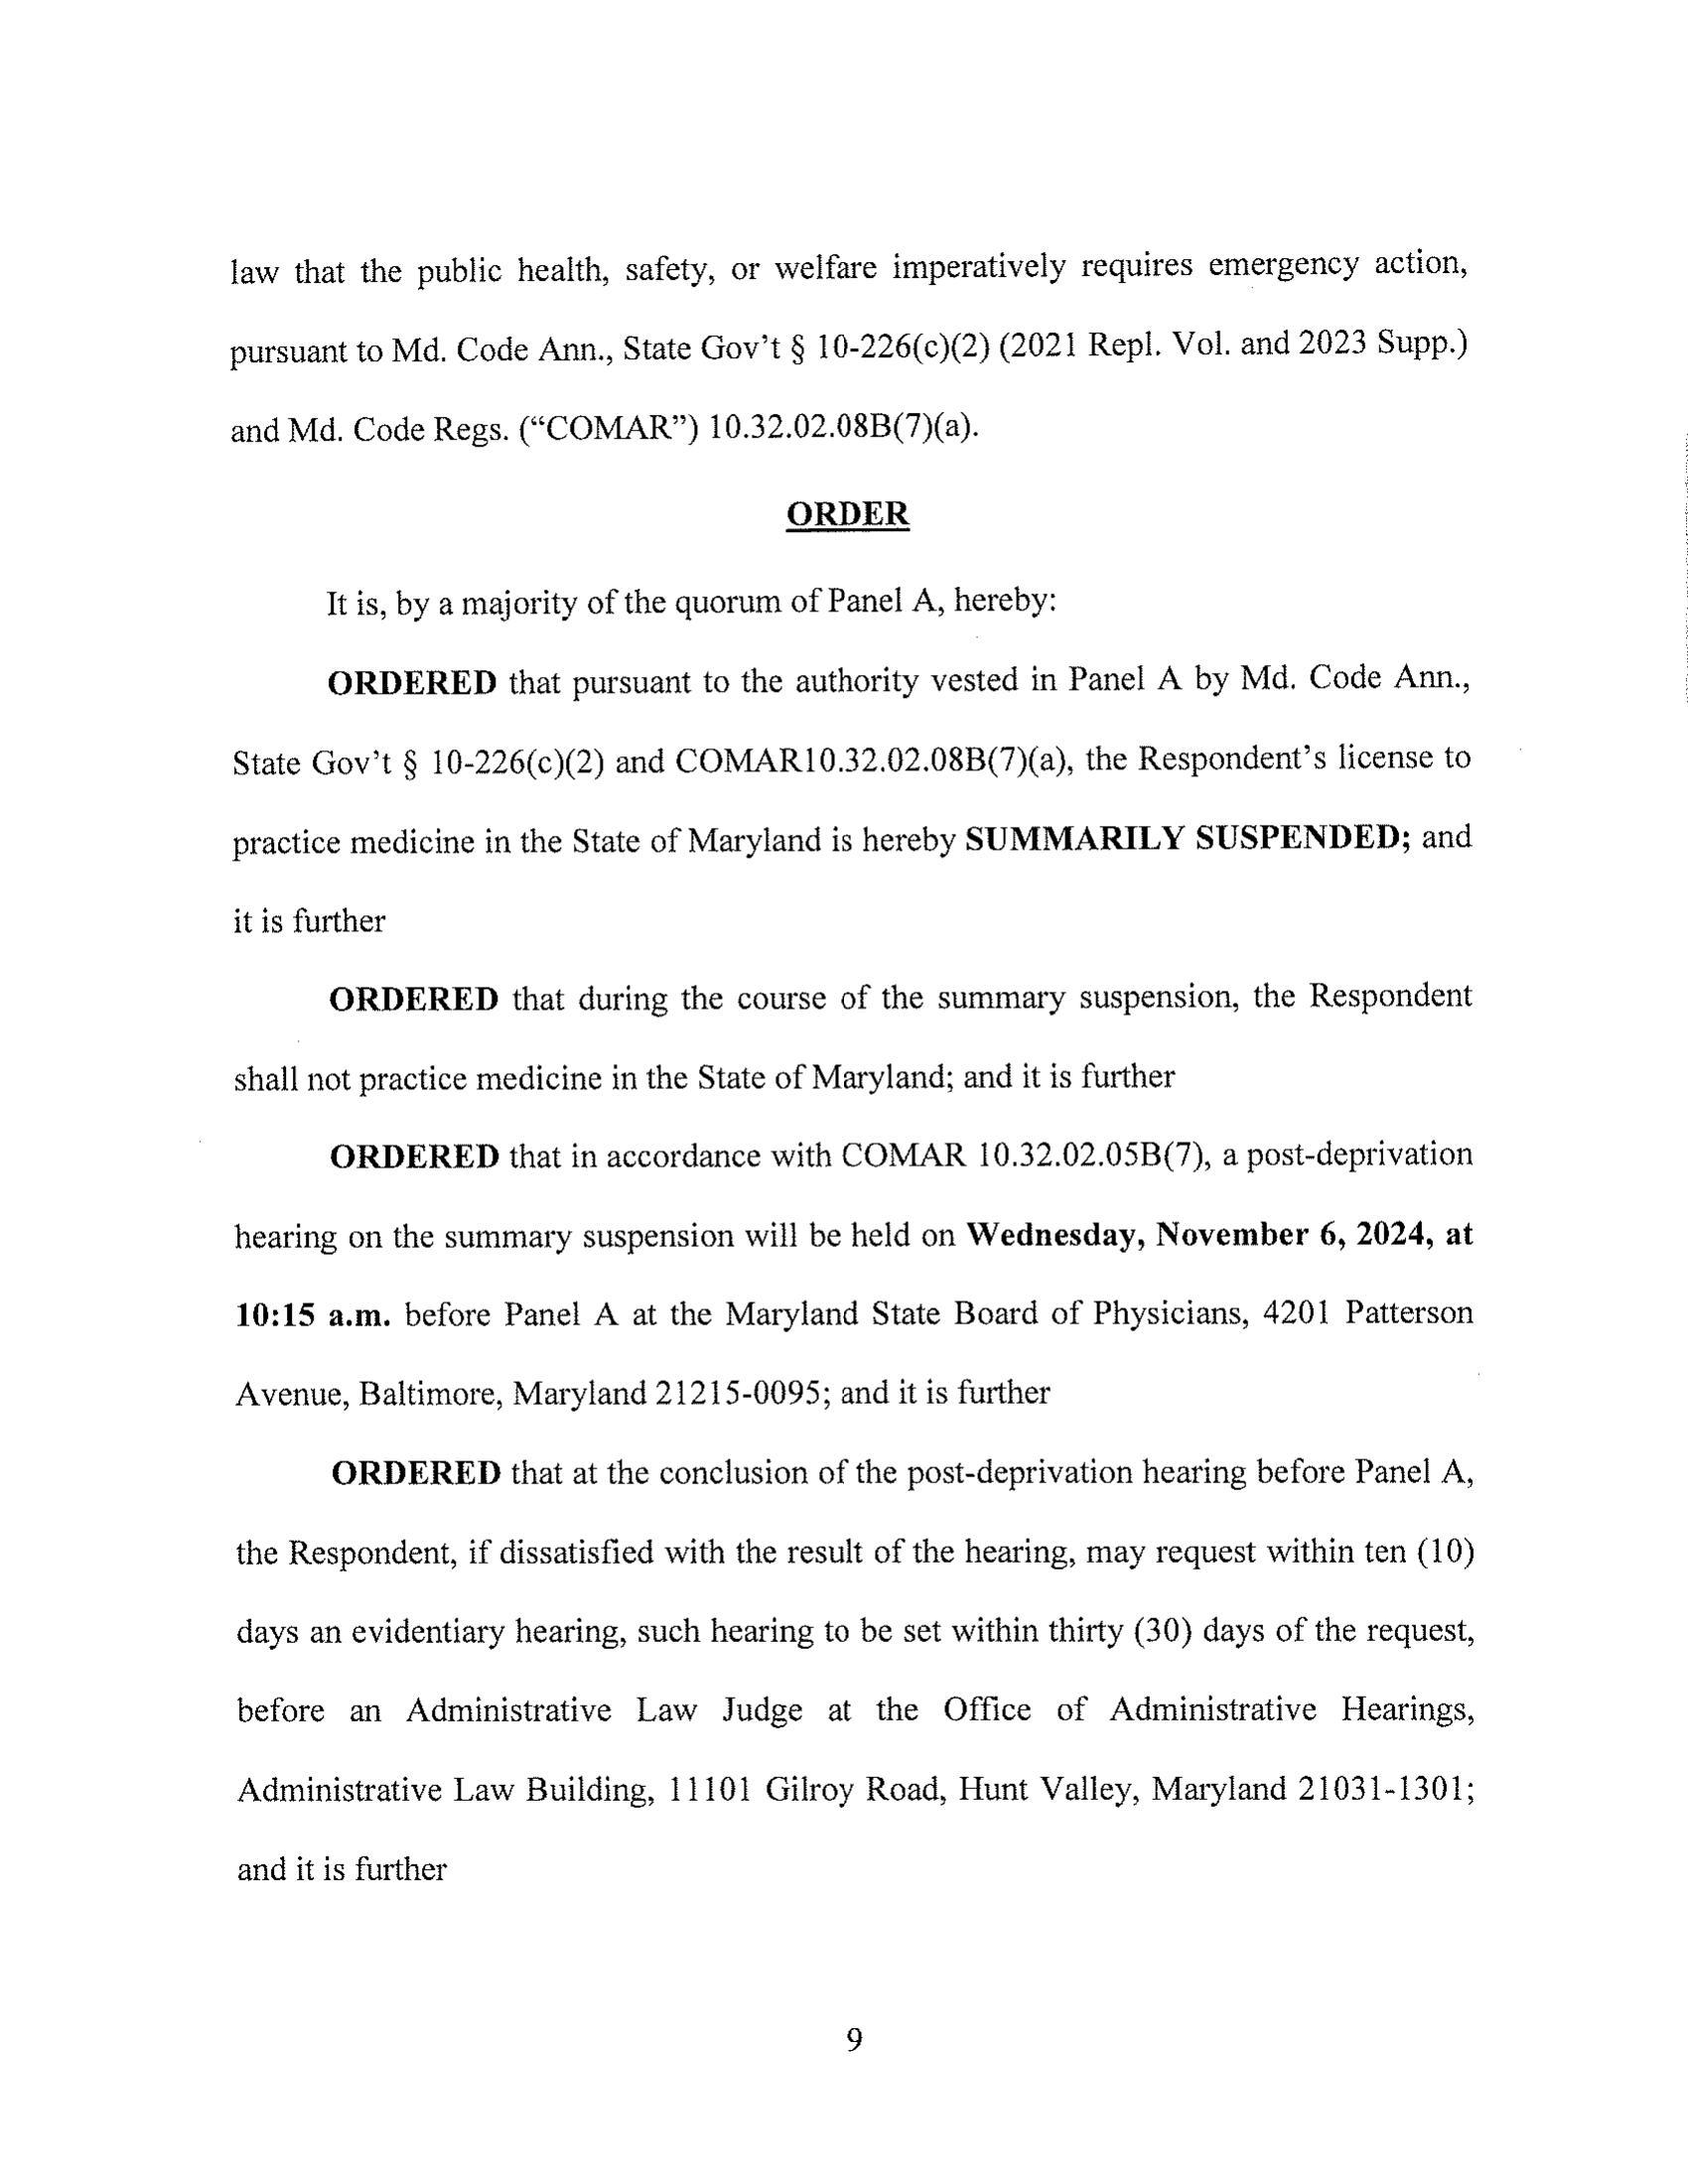 law that the public health, safety, or welfare imperatively requires emergency action,
pursuant to Md. Code Ann., State Gov't § 10-226(c)(2) (2021 Repl. Vol. and 2023 Supp.)
and Md. Code Regs. (“COMAR”) 10.32.02.08B(7)(a).
ORDER
It is, by a majority of the quorum of Panel A, hereby:
ORDERED that pursuant to the authority vested in Panel A by Md. Code Ann.,
State Gov’t § 10-226(c)(2) and COMAR10.32.02.08B(7)(a), the Respondent’s license to
practice medicine in the State of Maryland is hereby SUMMARILY SUSPENDED; and
it is further
ORDERED that during the course of the summary suspension, the Respondent
shall not practice medicine in the State of Maryland; and it is further
ORDERED that in accordance with COMAR 10.32.02.05B(7), a post-deprivation
hearing on the summary suspension will be held on Wednesday, November 6, 2024, at
10:15 a.m. before Panel A at the Maryland State Board of Physicians, 4201 Patterson
Avenue, Baltimore, Maryland 21215-0095; and it is further
ORDERED that at the conclusion of the post-deprivation hearing before Panel A,
the Respondent, if dissatisfied with the result of the hearing, may request within ten (10)
days an evidentiary hearing, such hearing to be set within thirty (30) days of the request,
before an Administrative Law Judge at the Office of Administrative Hearings,
Administrative Law Building, 11101 Gilroy Road, Hunt Valley, Maryland 21031-1301;
and it is further
9